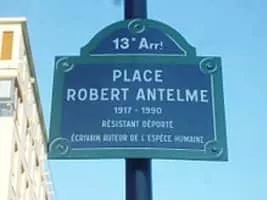 13e Arrt
PLACE
ROBERT ANTELME
1917 - 1990
RÉSISTANT DÉPORTÉ
ÉCRIVAIN AUTEUR DE L'ESPÈCE HUMAINE